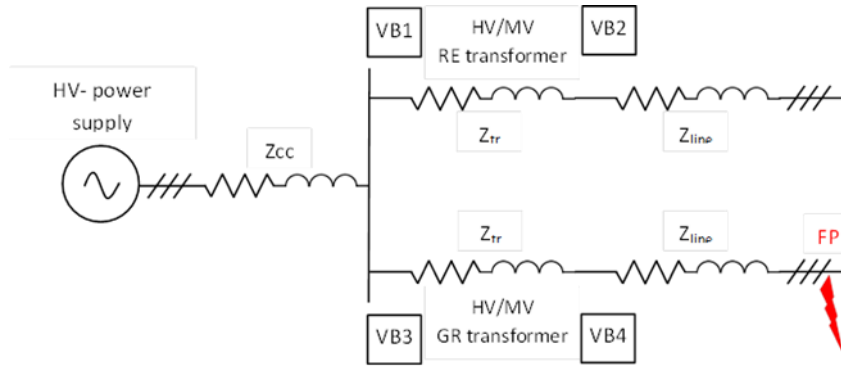 VB1
HV/MV
RE transformer
VB2
HV- power
supply
Zcc
Ztr
Zline
Ztr
Zline
FP
VB3
HV/MV
GR transformer
VB4